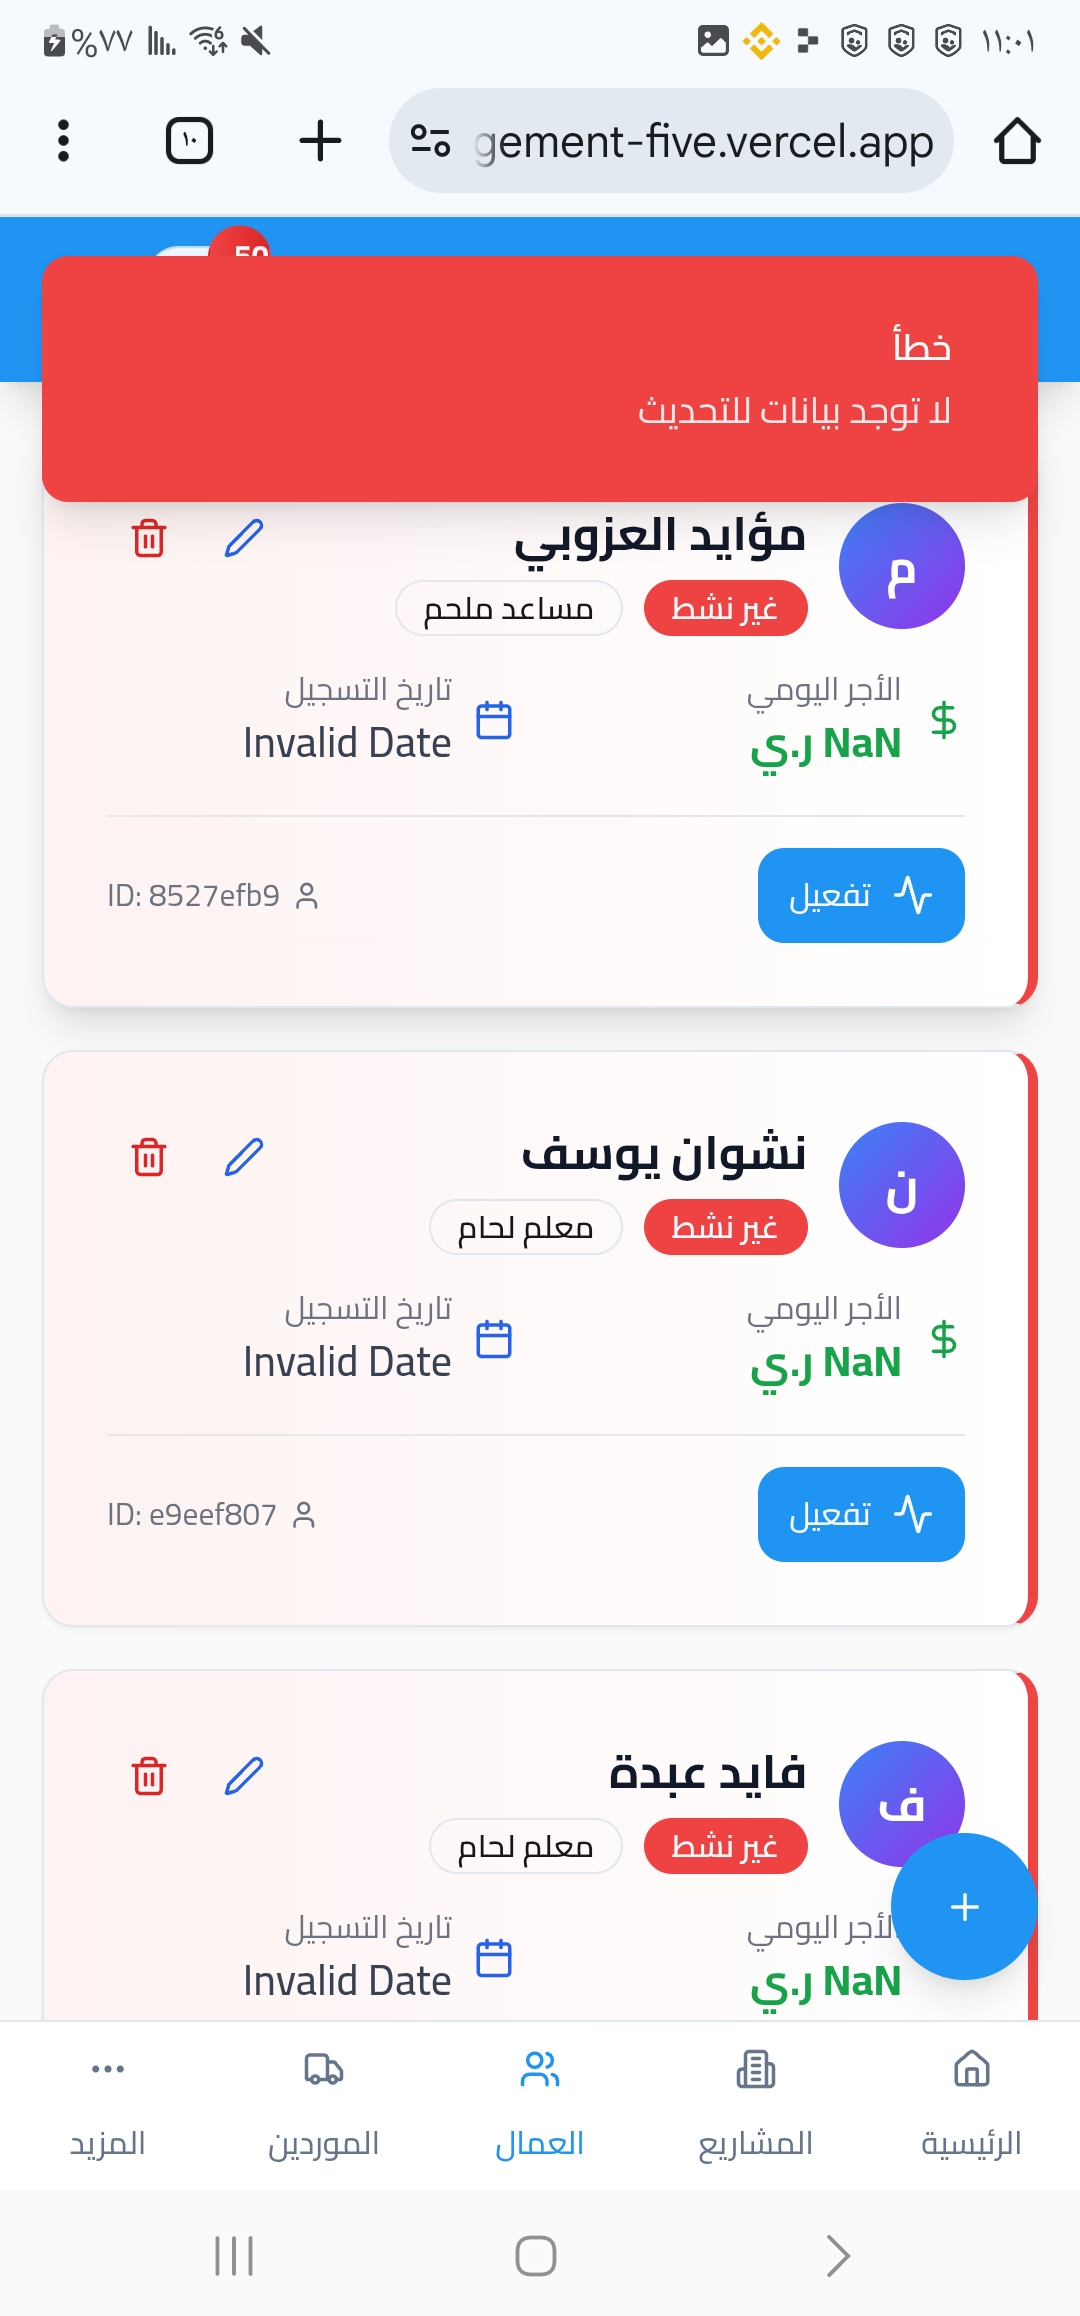 %٧٧
6
١١:٠١
١٠
gement-five.vercel.app
50
خطأ
لا توجد بيانات للتحديث
م
مؤايد العزوبي
غير نشط
مساعد ملحم
الأجر اليومي
NaN ر.ي
تاريخ التسجيل
Invalid Date
تفعيل
ID: 8527efb9
ن
نشوان يوسف
غير نشط
معلم لحام
الأجر اليومي
NaN ر.ي
تاريخ التسجيل
Invalid Date
تفعيل
ID: e9eef807
ف
فايد عبدة
غير نشط
معلم لحام
الأجر اليومي
NaN ر.ي
تاريخ التسجيل
Invalid Date
الرئيسية
المشاريع
العمال
الموردين
المزيد